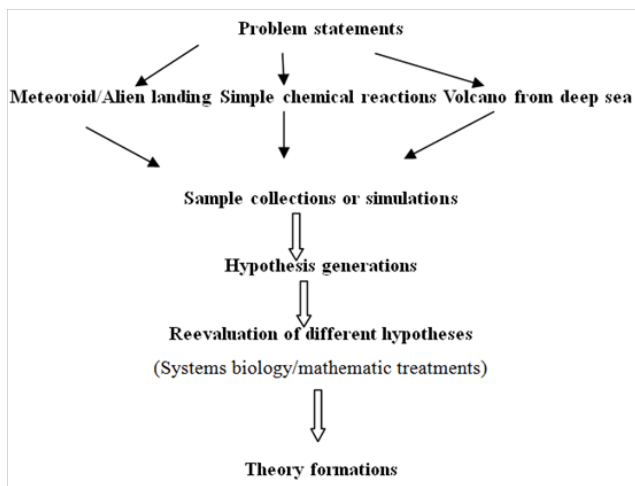 Problem statements
Meteoroid/Alien landing Simple chemical reactions Volcano from deep sea
Sample collections or simulations
Hypothesis generations
Reevaluation of different hypotheses
(Systems biology/mathematic treatments)
Theory formations